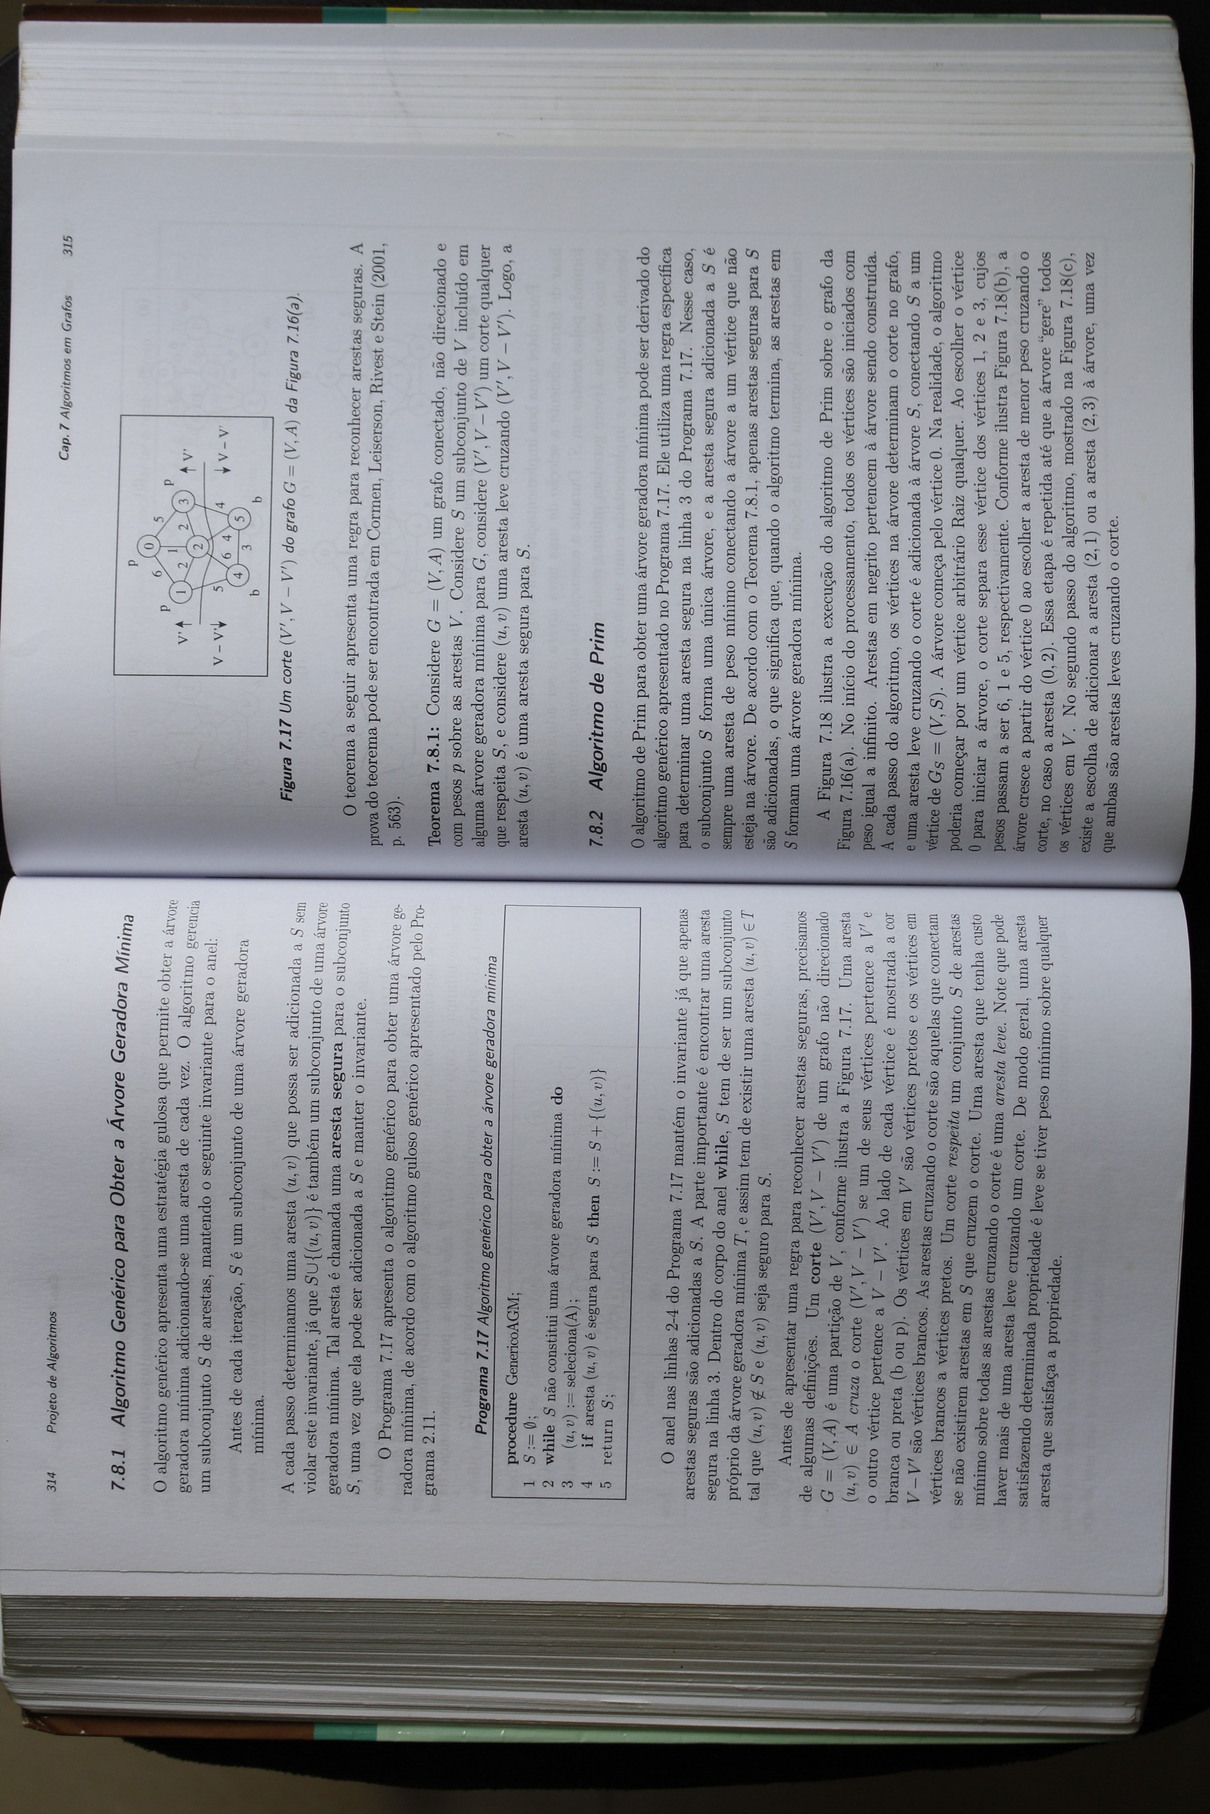 314 Projeto de Algoritmos
7.8.1 Algoritmo Genérico para Obter a Árvore Geradora Mínima
O algoritmo genérico apresenta uma estratégia gulosa que permite obter a árvore
geradora mínima adicionando-se uma aresta de cada vez. O algoritmo gerencia
um subconjunto S de arestas, mantendo o seguinte invariante para o anel:
Antes de cada iteração, S é um subconjunto de uma árvore geradora
mínima.
A cada passo determinamos uma aresta (u, v) que possa ser adicionada a S sem
violar este invariante, já que S∪{(u, v)} é também um subconjunto de uma árvore
geradora mínima. Tal aresta é chamada uma aresta segura para o subconjunto
S, uma vez que ela pode ser adicionada a S e manter o invariante.
O Programa 7.17 apresenta o algoritmo genérico para obter uma árvore ge-
radora mínima, de acordo com o algoritmo guloso genérico apresentado pelo Pro-
grama 2.11.
Programa 7.17 Algoritmo genérico para obter a árvore geradora mínima
procedure GenericoAGM;
1 S := ∅;
2 while S não constitui uma árvore geradora mínima do
3 (u, v) := seleciona(A);
4 if aresta (u, v) é segura para S then S := S + {(u, v)}
5 return S;
O anel nas linhas 2-4 do Programa 7.17 mantém o invariante já que apenas
arestas seguras são adicionadas a S. A parte importante é encontrar uma aresta
segura na linha 3. Dentro do corpo do anel while, S tem de ser um subconjunto
próprio da árvore geradora mínima T, e assim tem de existir uma aresta (u, v) ∈ T
tal que (u, v) ∉ S e (u, v) seja seguro para S.
Antes de apresentar uma regra para reconhecer arestas seguras, precisamos
de algumas definições. Um corte (V′, V − V′) de um grafo não direcionado
G = (V, A) é uma partição de V, conforme ilustra a Figura 7.17. Uma aresta
(u, v) ∈ A cruza o corte (V′, V − V′) se um de seus vértices pertence a V′ e
o outro vértice pertence a V − V′. Ao lado de cada vértice é mostrada a cor
branca ou preta (b ou p). Os vértices em V′ são vértices pretos e os vértices em
V − V′ são vértices brancos. As arestas cruzando o corte são aquelas que conectam
vértices brancos a vértices pretos. Um corte respeita um conjunto S de arestas
se não existirem arestas em S que cruzem o corte. Uma aresta que tenha custo
mínimo sobre todas as arestas cruzando o corte é uma aresta leve. Note que pode
haver mais de uma aresta leve cruzando um corte. De modo geral, uma aresta
satisfazendo determinada propriedade é leve se tiver peso mínimo sobre qualquer
aresta que satisfaça a propriedade.
Cap. 7 Algoritmos em Grafos 315
p
0
6 5
p p
V' 1 2 1 2 3 V'
2
V – V' 5 6 4 4 V – V'
4 3 5
b b
Figura 7.17 Um corte (V′, V − V′) do grafo G = (V, A) da Figura 7.16(a).
O teorema a seguir apresenta uma regra para reconhecer arestas seguras. A
prova do teorema pode ser encontrada em Cormen, Leiserson, Rivest e Stein (2001,
p. 563).
Teorema 7.8.1: Considere G = (V, A) um grafo conectado, não direcionado e
com pesos p sobre as arestas V. Considere S um subconjunto de V incluído em
alguma árvore geradora mínima para G, considere (V′, V − V′) um corte qualquer
que respeita S, e considere (u, v) uma aresta leve cruzando (V′, V − V′). Logo, a
aresta (u, v) é uma aresta segura para S.
7.8.2 Algoritmo de Prim
O algoritmo de Prim para obter uma árvore geradora mínima pode ser derivado do
algoritmo genérico apresentado no Programa 7.17. Ele utiliza uma regra específica
para determinar uma aresta segura na linha 3 do Programa 7.17. Nesse caso,
o subconjunto S forma uma única árvore, e a aresta segura adicionada a S é
sempre uma aresta de peso mínimo conectando a árvore a um vértice que não
esteja na árvore. De acordo com o Teorema 7.8.1, apenas arestas seguras para S
são adicionadas, o que significa que, quando o algoritmo termina, as arestas em
S formam uma árvore geradora mínima.
A Figura 7.18 ilustra a execução do algoritmo de Prim sobre o grafo da
Figura 7.16(a). No início do processamento, todos os vértices são iniciados com
peso igual a infinito. Arestas em negrito pertencem à árvore sendo construída.
A cada passo do algoritmo, os vértices na árvore determinam o corte no grafo,
e uma aresta leve cruzando o corte é adicionada à árvore S, conectando S a um
vértice de G_S = (V, S). A árvore começa pelo vértice 0. Na realidade, o algoritmo
poderia começar por um vértice arbitrário Raiz qualquer. Ao escolher o vértice
0 para iniciar a árvore, o corte separa esse vértice dos vértices 1, 2 e 3, cujos
pesos passam a ser 6, 1 e 5, respectivamente. Conforme ilustra Figura 7.18(b), a
árvore cresce a partir do vértice 0 ao escolher a aresta de menor peso cruzando o
corte, no caso a aresta (0, 2). Essa etapa é repetida até que a árvore “gere” todos
os vértices em V. No segundo passo do algoritmo, mostrado na Figura 7.18(c),
existe a escolha de adicionar a aresta (2, 1) ou a aresta (2, 3) à árvore, uma vez
que ambas são arestas leves cruzando o corte.